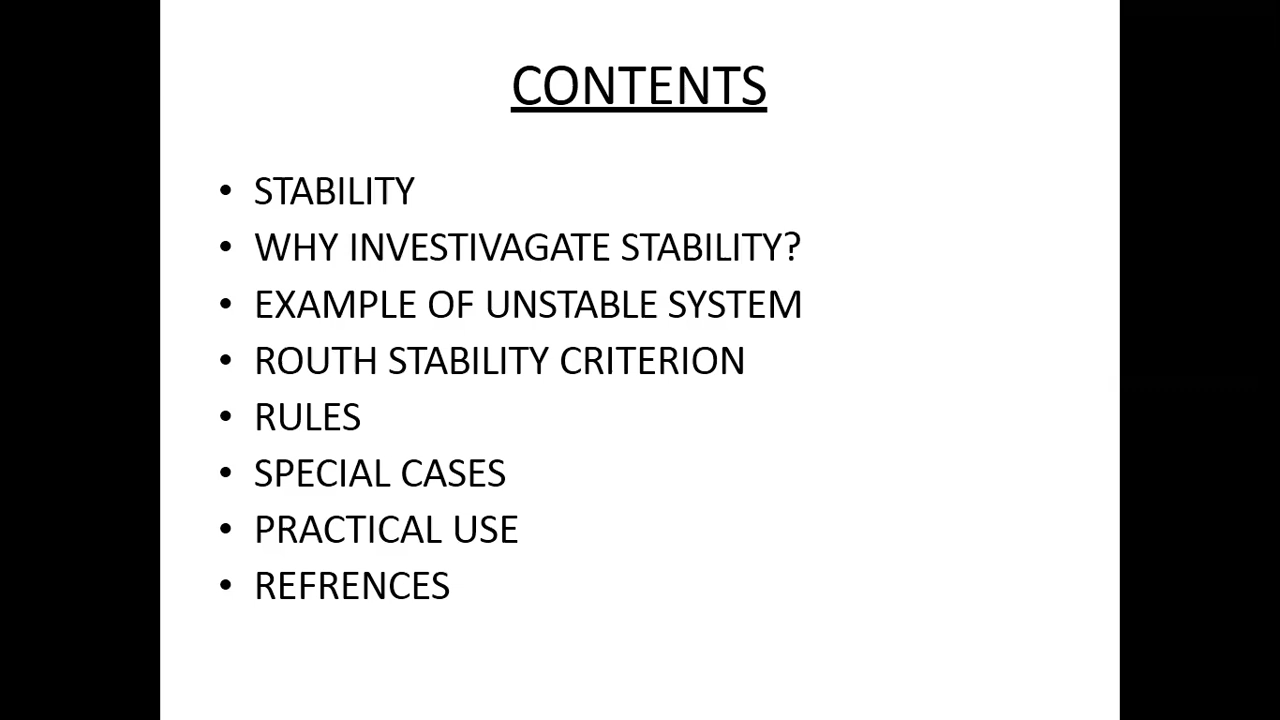 CONTENTS
• STABILITY
• WHY INVESTIVAGATE STABILITY?
• EXAMPLE OF UNSTABLE SYSTEM
• ROUTH STABILITY CRITERION
• RULES
• SPECIAL CASES
• PRACTICAL USE
• REFRENCES